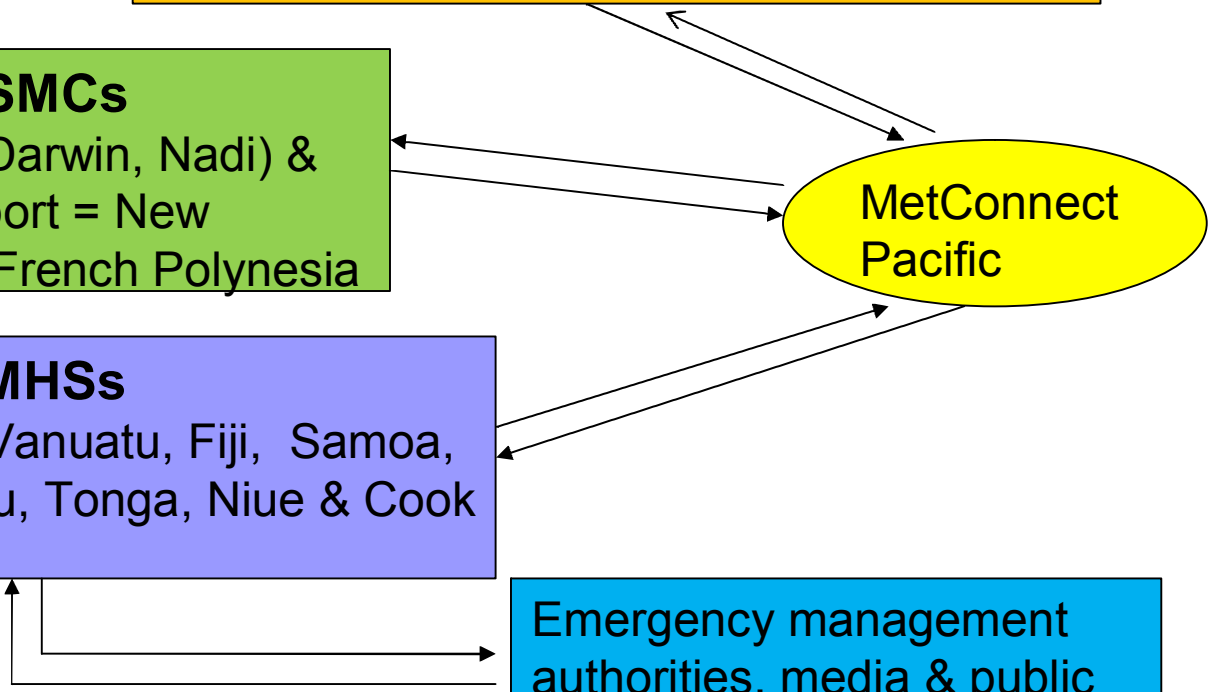 SMCs
Darwin, Nadi) &
ort = New
French Polynesia
MetConnect
Pacific
MHSs
Vanuatu, Fiji,  Samoa,
u, Tonga, Niue & Cook
Emergency management
authorities, media & public